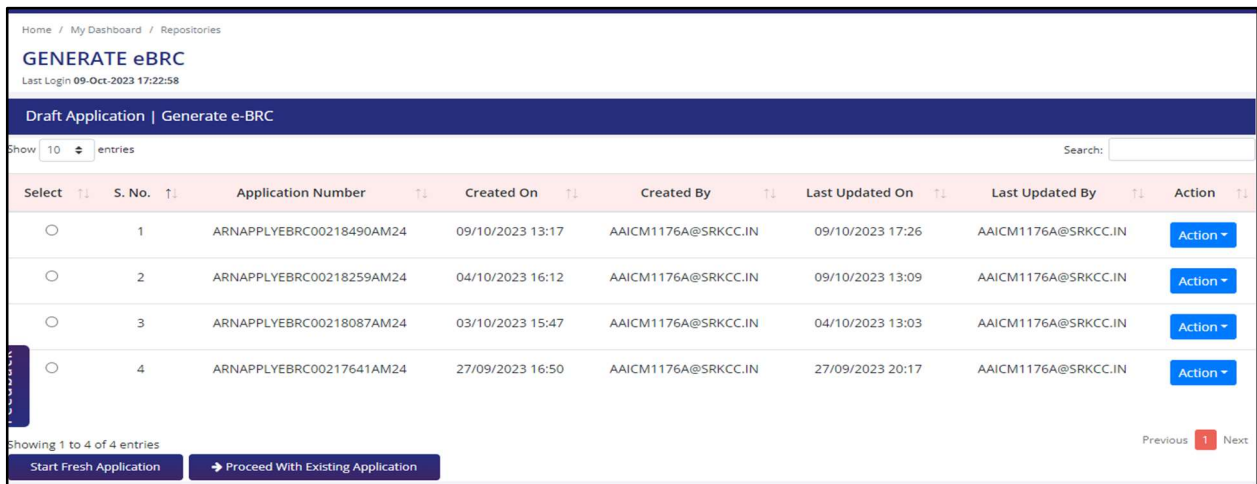 Home / My Dashboard / Repositories
GENERATE eBRC
Last Login 09-Oct-2023 17:22:58
Draft Application | Generate e-BRC
Show 10 entries Search:
Select S. No. Application Number Created On Created By Last Updated On Last Updated By Action
1 ARNAPPLYEBRC00218490AM24 09/10/2023 13:17 AAICM1176A@SRKCC.IN 09/10/2023 17:26 AAICM1176A@SRKCC.IN Action
2 ARNAPPLYEBRC00218259AM24 04/10/2023 16:12 AAICM1176A@SRKCC.IN 09/10/2023 13:09 AAICM1176A@SRKCC.IN Action
3 ARNAPPLYEBRC00218087AM24 03/10/2023 15:47 AAICM1176A@SRKCC.IN 04/10/2023 13:03 AAICM1176A@SRKCC.IN Action
4 ARNAPPLYEBRC00217641AM24 27/09/2023 16:50 AAICM1176A@SRKCC.IN 27/09/2023 20:17 AAICM1176A@SRKCC.IN Action
Feedback
Showing 1 to 4 of 4 entries Previous 1 Next
Start Fresh Application → Proceed With Existing Application